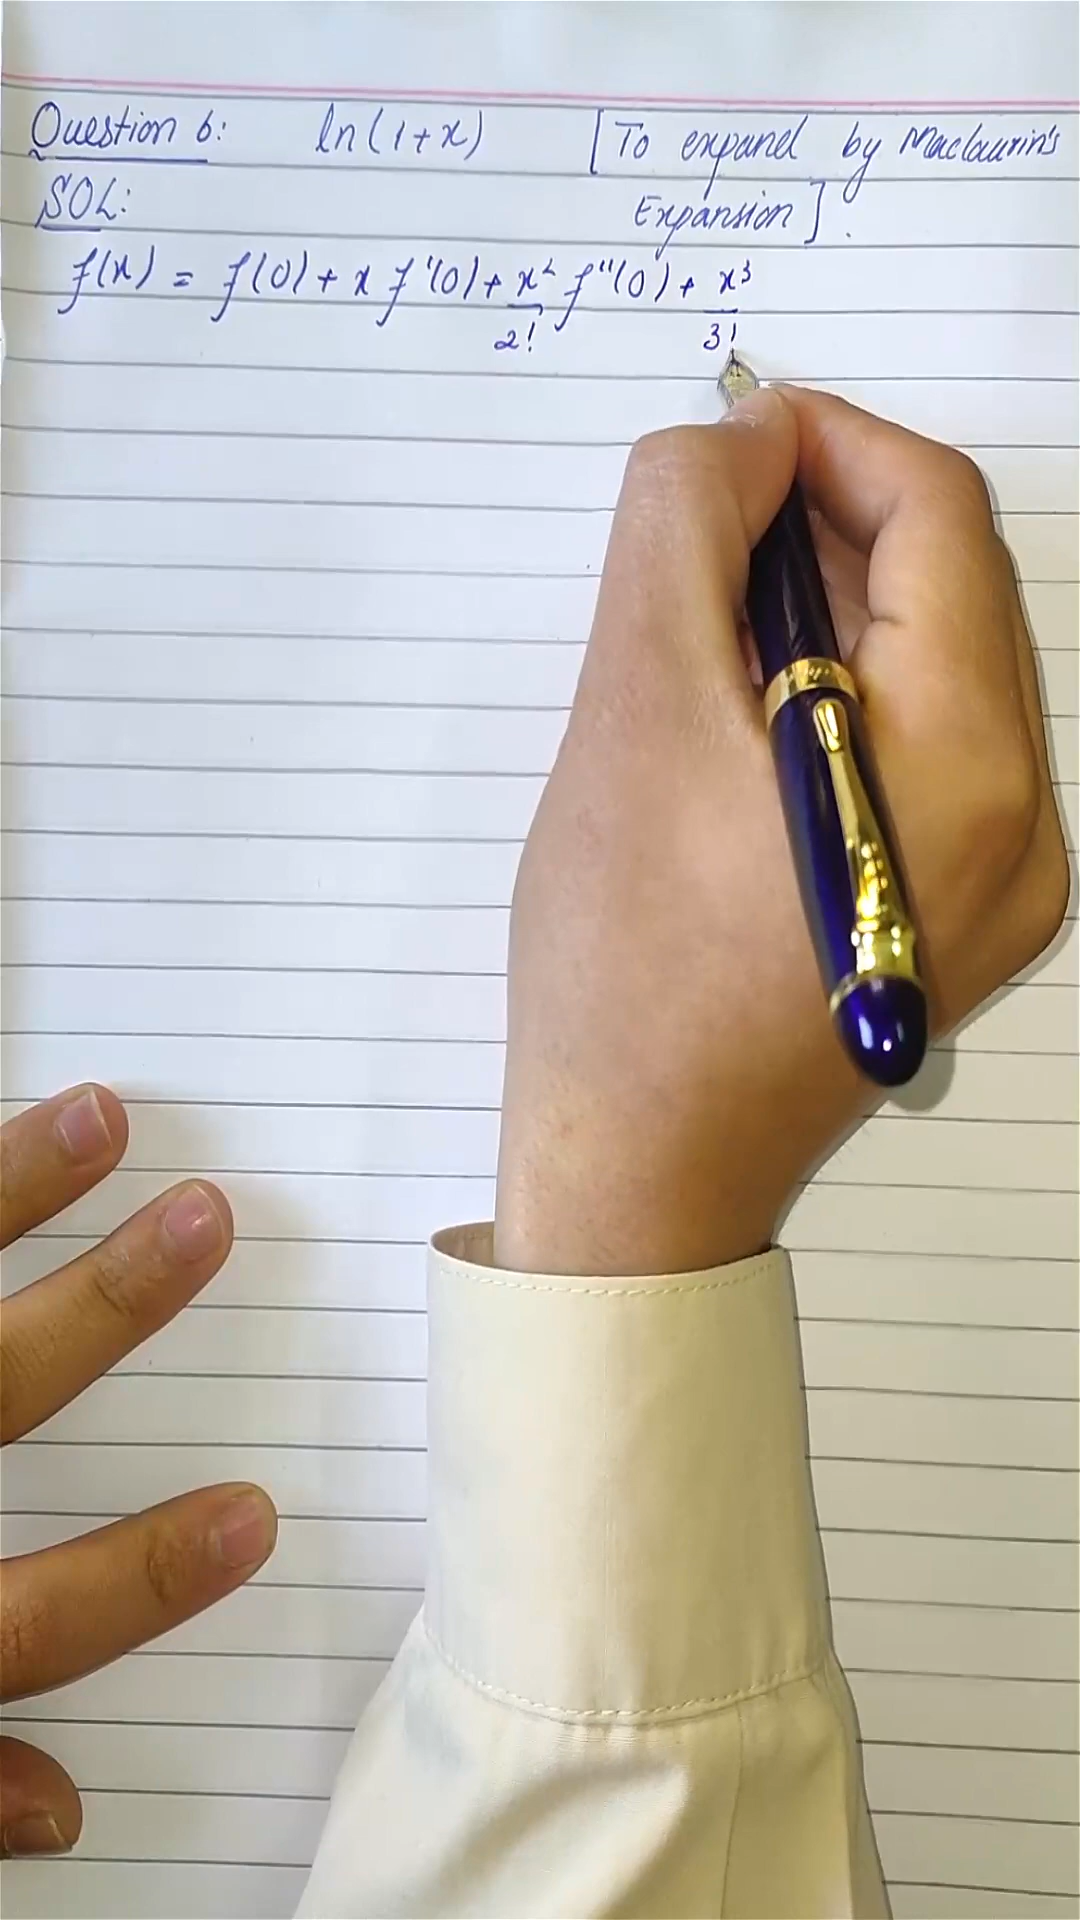 Question 6: ln(1+x) [To expand by Maclaurin's
Expansion].
SOL:
f(x) = f(0) + x f'(0) + x²/2! f''(0) + x³/3!